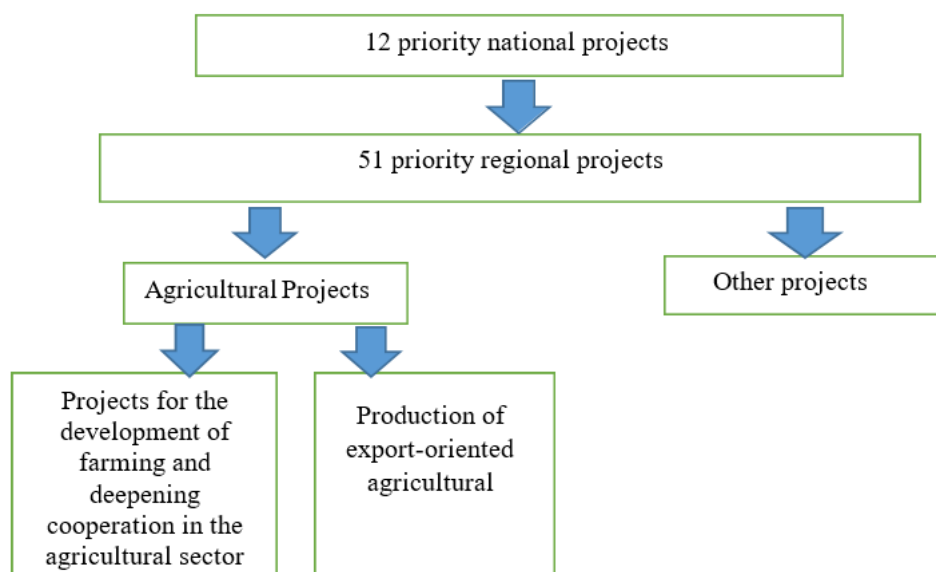 12 priority national projects
51 priority regional projects
Agricultural Projects
Other projects
Projects for the
development of
farming and
deepening
cooperation in the
agricultural sector
Production of
export-oriented
agricultural